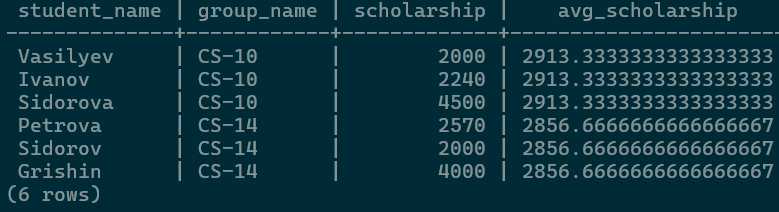 student_name | group_name | scholarship |    avg_scholarship
--------------+------------+-------------+-----------------------
 Vasilyev     | CS-10      |        2000 | 2913.3333333333333333
 Ivanov       | CS-10      |        2240 | 2913.3333333333333333
 Sidorova     | CS-10      |        4500 | 2913.3333333333333333
 Petrova      | CS-14      |        2570 | 2856.6666666666666667
 Sidorov      | CS-14      |        2000 | 2856.6666666666666667
 Grishin      | CS-14      |        4000 | 2856.6666666666666667
(6 rows)